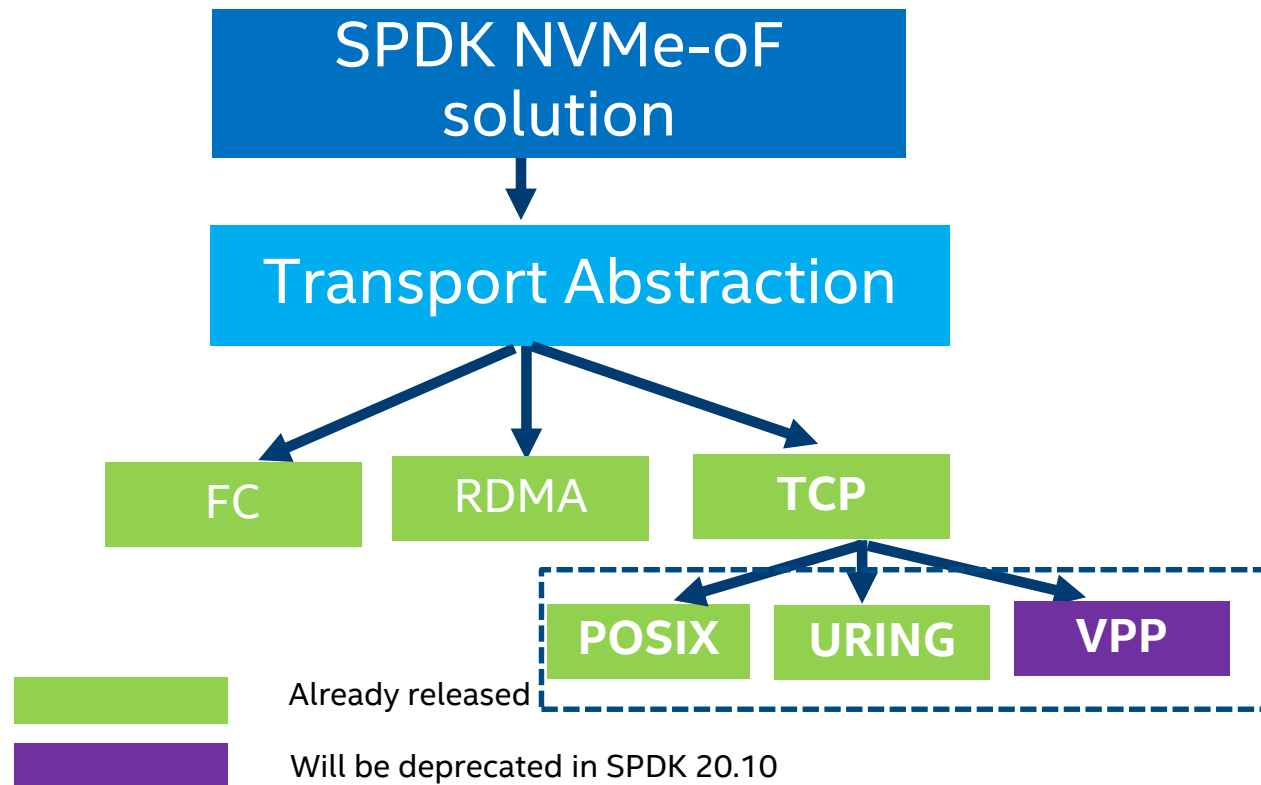 SPDK NVMe-oF
solution
Transport Abstraction
FC
RDMA
TCP
POSIX
URING
VPP
Already released
Will be deprecated in SPDK 20.10